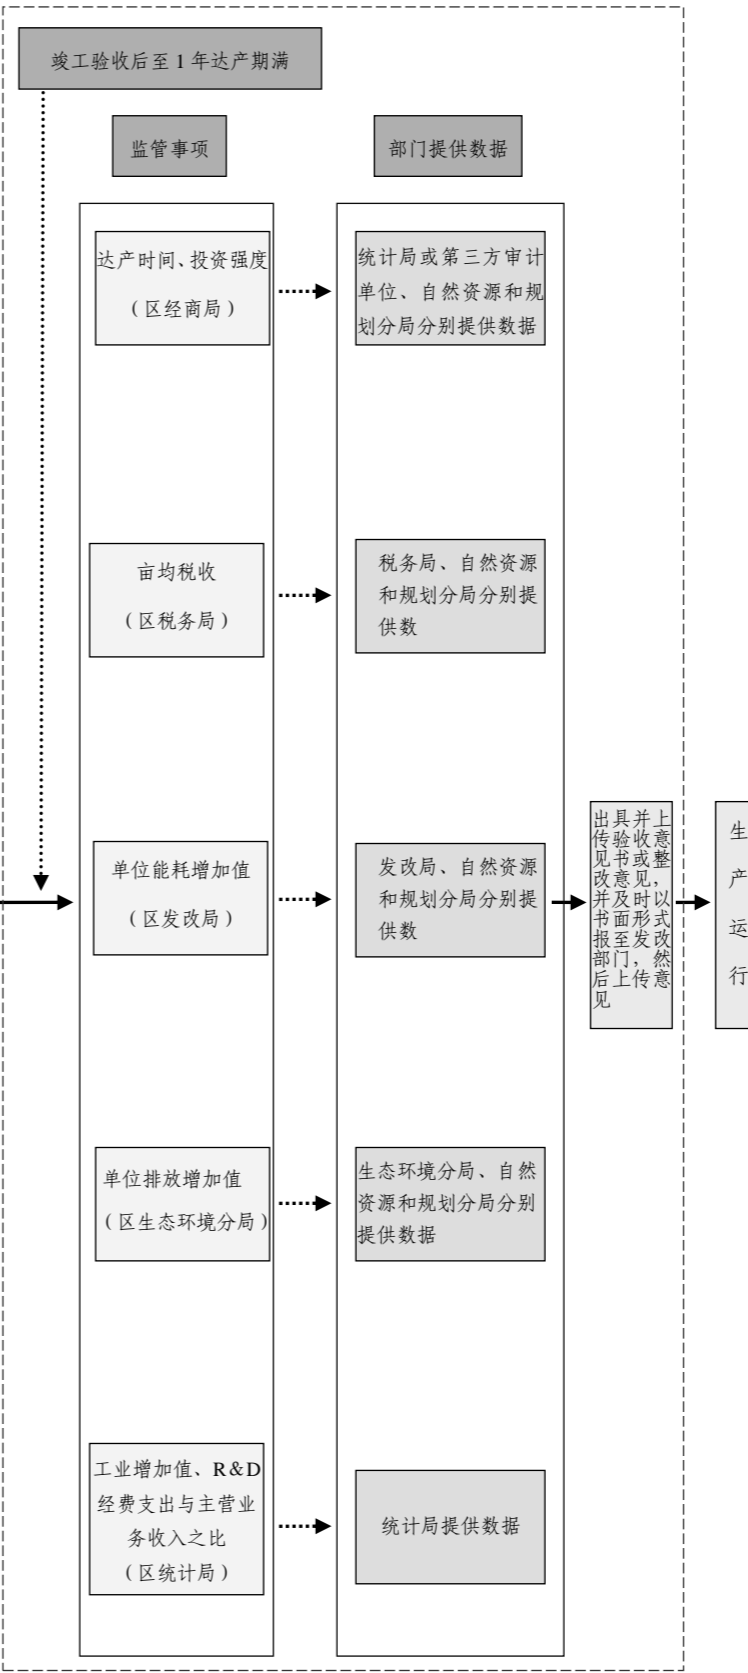 竣工验收后至 1 年达产期满
监管事项
部门提供数据
达产时间、投资强度
（区经商局）
统计局或第三方审计
单位、自然资源和规
划分局分别提供数据
亩均税收
（区税务局）
税务局、自然资源
和规划分局分别提
供数
单位能耗增加值
（区发改局）
发改局、自然资源
和规划分局分别提
供数
出具并上
传验收意
见书或整
改意见，
并及时以
书面形式
报至发改
部门，然
后上传意
见
生
产
运
行
单位排放增加值
（区生态环境分局）
生态环境分局、自然
资源和规划分局分别
提供数据
工业增加值、R&D
经费支出与主营业
务收入之比
（区统计局）
统计局提供数据